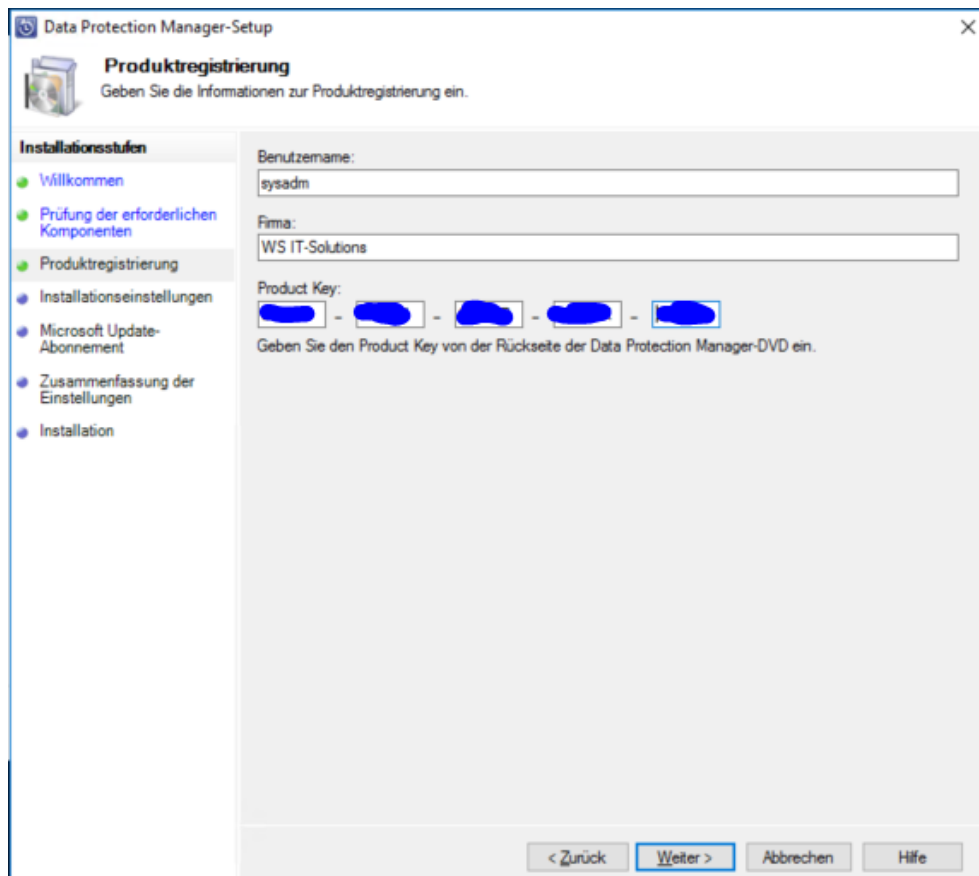 Data Protection Manager-Setup
Produktregistrierung
Geben Sie die Informationen zur Produktregistrierung ein.
Installationsstufen
Willkommen
Prüfung der erforderlichen
Komponenten
Produktregistrierung
Installationseinstellungen
Microsoft Update-
Abonnement
Zusammenfassung der
Einstellungen
Installation
Benutzername:
sysadm
Firma:
WS IT-Solutions
Product Key:
- - - -
Geben Sie den Product Key von der Rückseite der Data Protection Manager-DVD ein.
< Zurück
Weiter >
Abbrechen
Hilfe